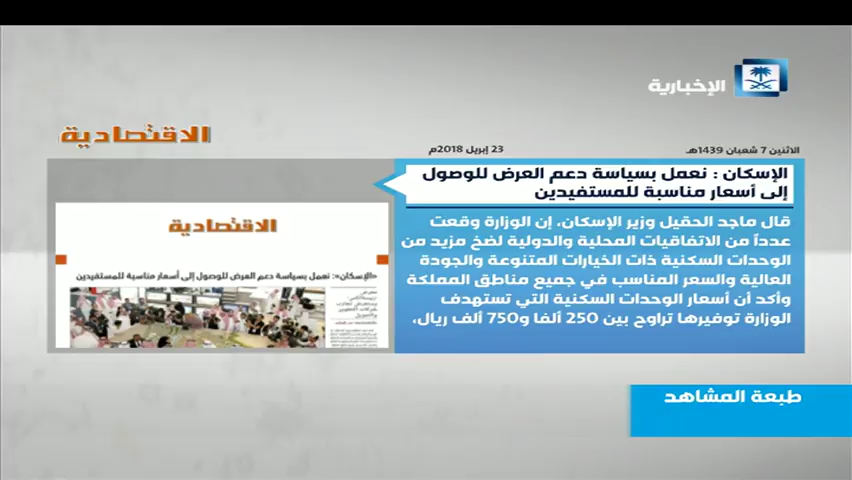 الإخبارية
الاقتصادية
الاثنين 7 شعبان 1439هـ
23 إبريل 2018م
الإسكان : نعمل بسياسة دعم العرض للوصول
إلى أسعار مناسبة للمستفيدين
قال ماجد الحقيل وزير الإسكان، إن الوزارة وقعت
عدداً من الاتفاقيات المحلية والدولية لضخ مزيد من
الوحدات السكنية ذات الخيارات المتنوعة والجودة
العالية والسعر المناسب في جميع مناطق المملكة
وأكد أن أسعار الوحدات السكنية التي تستهدف
الوزارة توفيرها تراوح بين 250 ألفا و750 ألف ريال،
الاقتصادية
«الإسكان»: نعمل بسياسة دعم العرض للوصول إلى أسعار مناسبة للمستفيدين
طبعة المشاهد